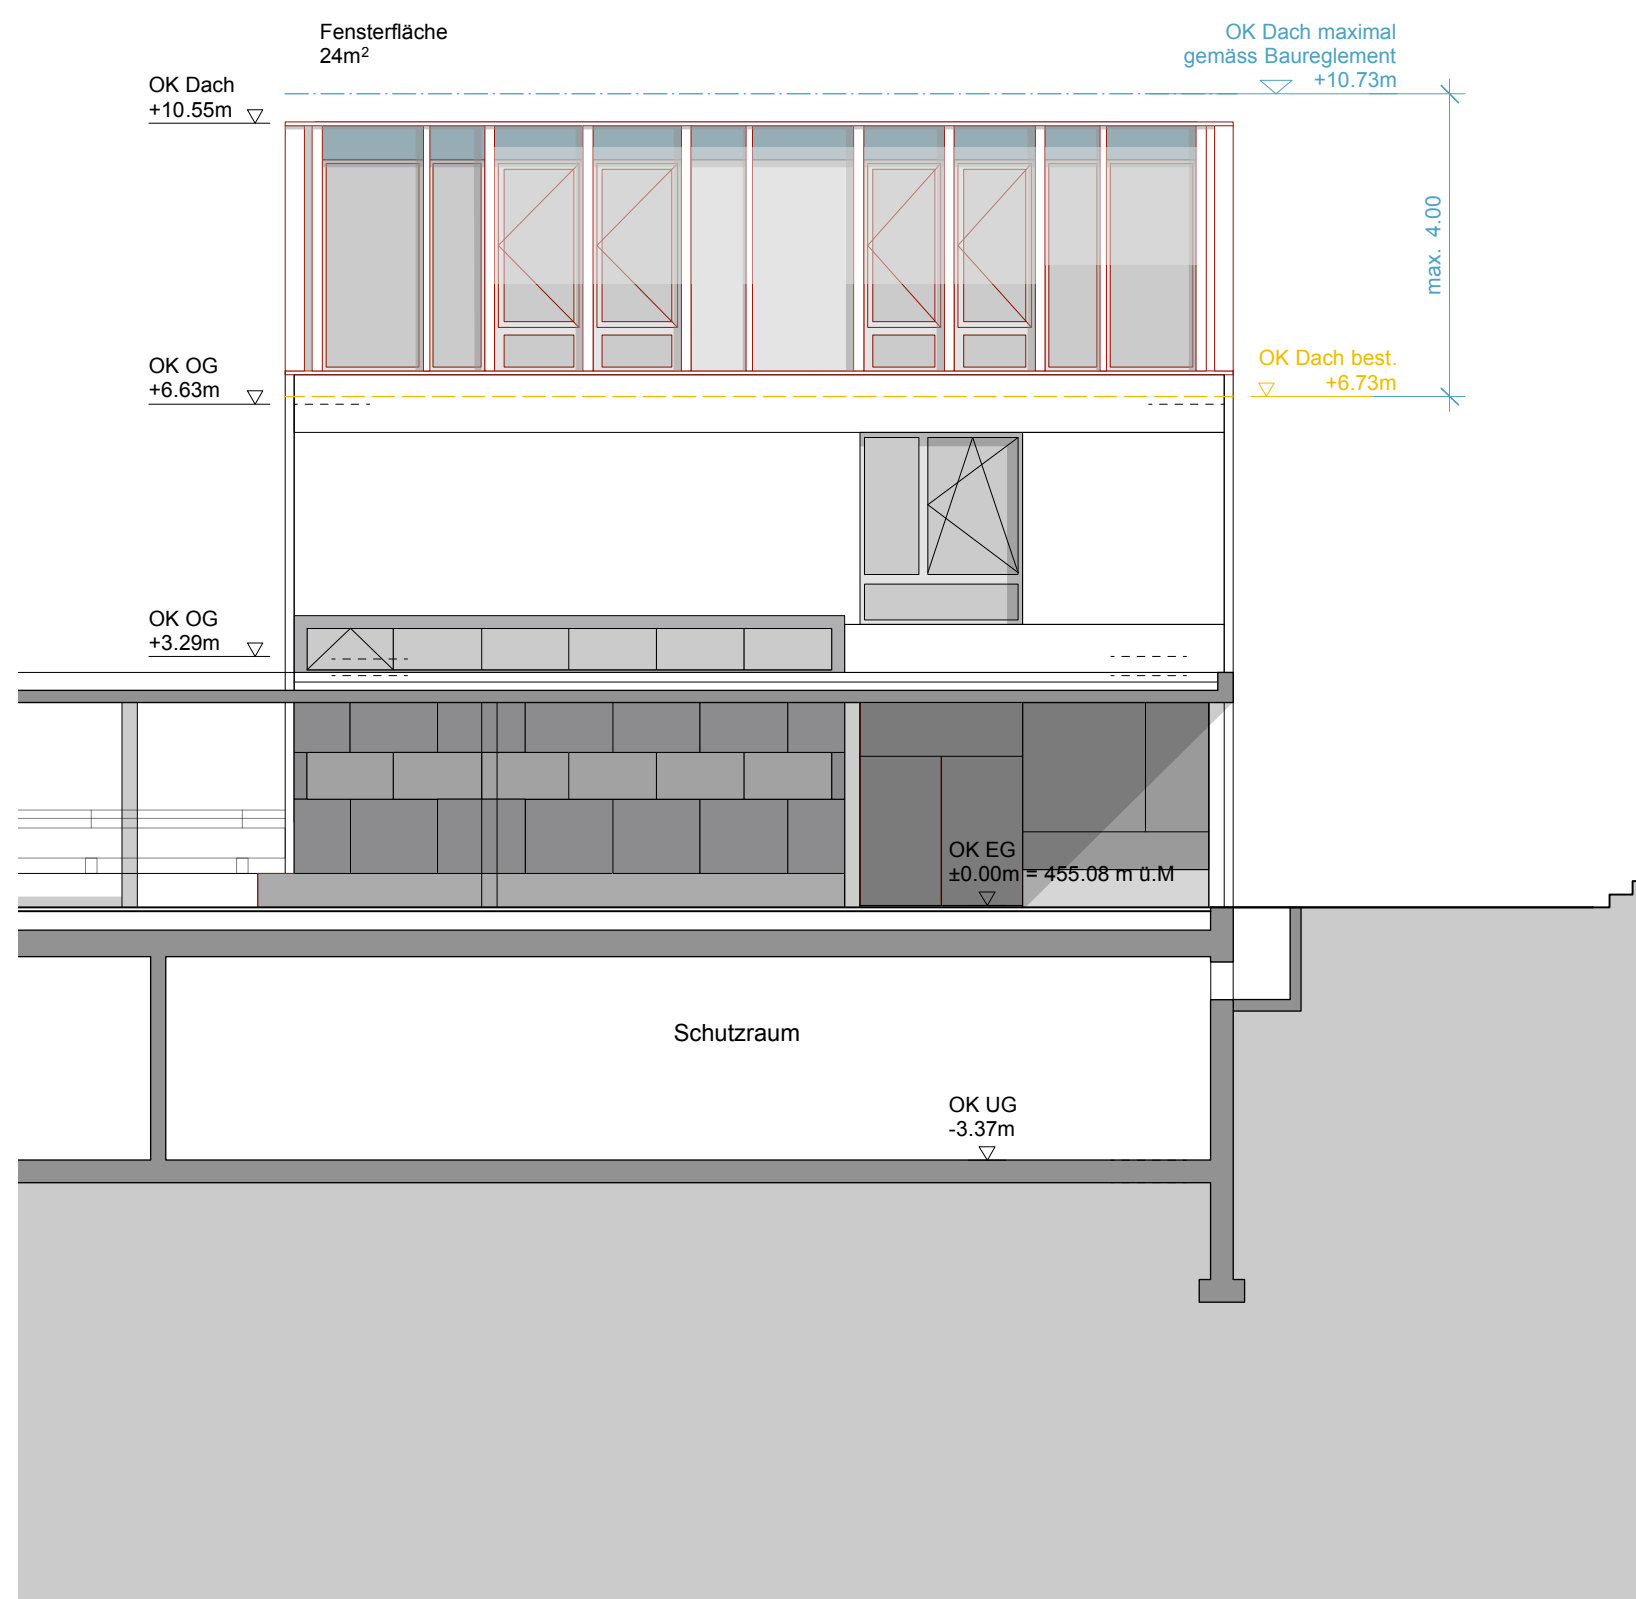 Fensterfläche
24m²
OK Dach maximal
gemäss Baureglement
+10.73m
OK Dach
+10.55m
max. 4.00
OK OG
+6.63m
OK Dach best.
+6.73m
OK OG
+3.29m
OK EG
±0.00m = 455.08 m ü.M
Schutzraum
OK UG
-3.37m